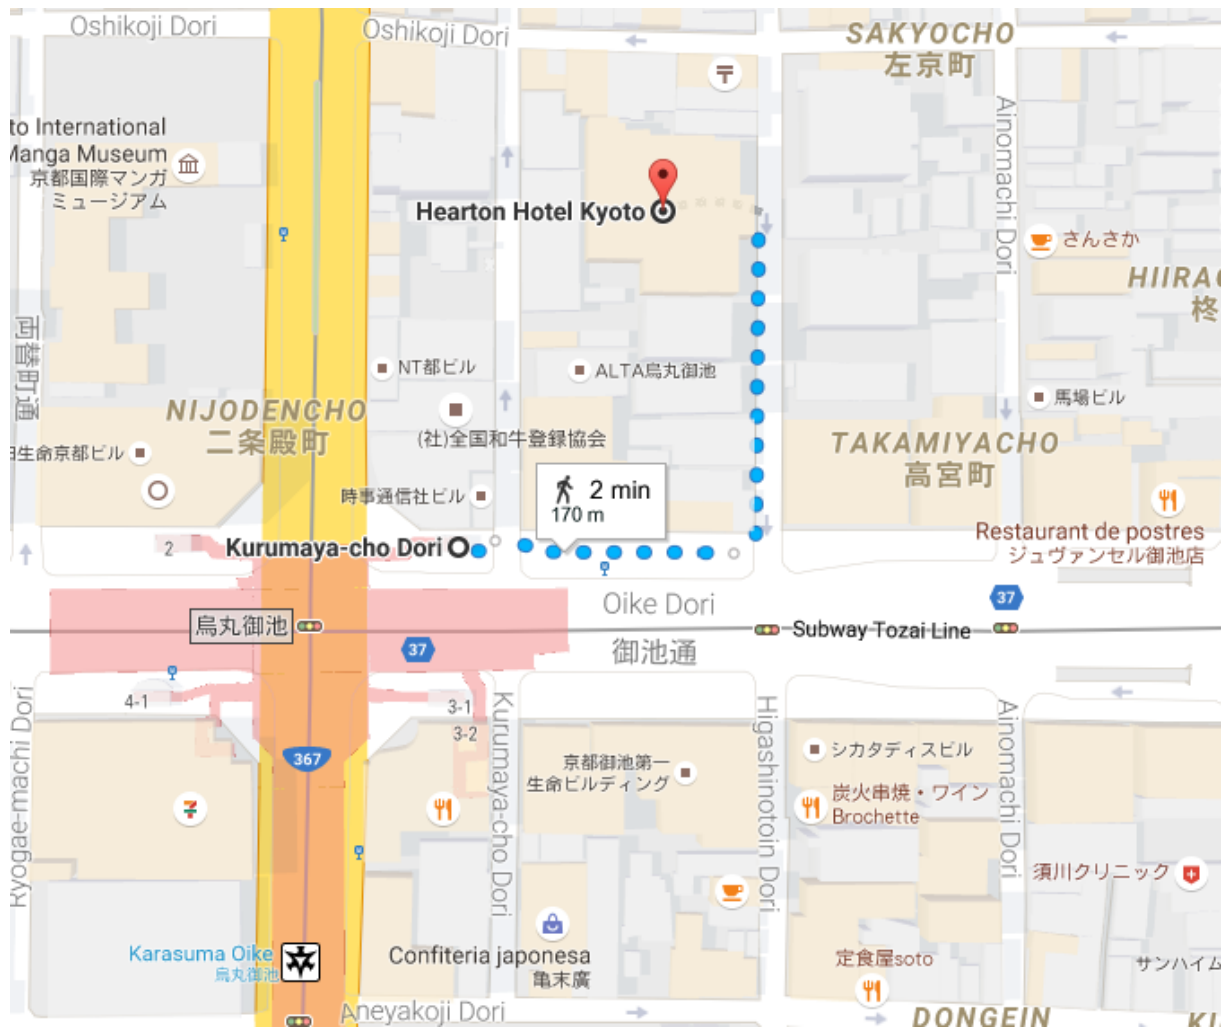 Oshikoji Dori
Oshikoji Dori
SAKYOCHO
左京町
to International
Manga Museum
京都国際マンガ
ミュージアム
Ainomachi Dori
Hearton Hotel Kyoto
さんさか
HIIRAG
柊
両替町通
NT都ビル
ALTA烏丸御池
馬場ビル
NIJODENCHO
二条殿町
(社)全国和牛登録協会
TAKAMIYACHO
高宮町
生命京都ビル
時事通信社ビル
2 min
170 m
Restaurant de postres
ジュヴァンセル御池店
2
Kurumaya-cho Dori
Oike Dori
37
烏丸御池
Subway Tozai Line
37
御池通
4-1
3-1
3-2
Ryogae-machi Dori
Kurumaya-cho Dori
Higashinotoin Dori
Ainomachi Dori
367
京都御池第一
生命ビルディング
シカタディスビル
炭火串焼・ワイン
Brochette
7
須川クリニック
Karasuma Oike
烏丸御池
Confiteria japonesa
亀末廣
定食屋soto
サンハイム
Aneyakoji Dori
DONGEIN